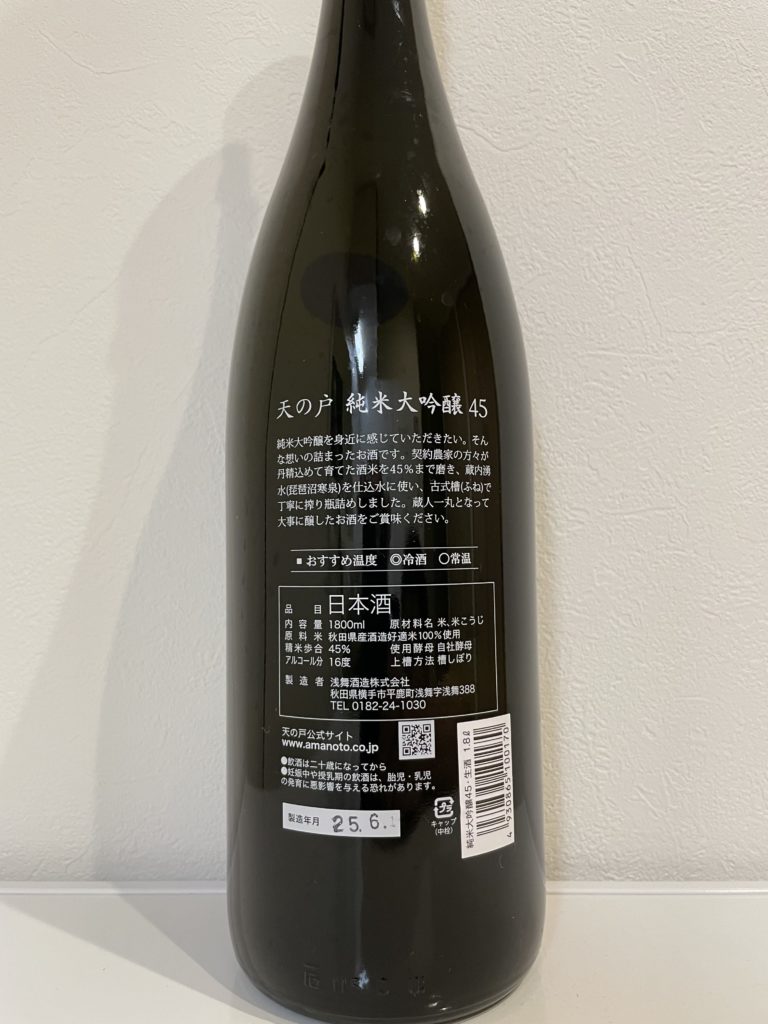 天の戸 純米大吟醸 45
純米大吟醸を身近に感じていただきたい。そん
な想いの詰まったお酒です。契約農家の方々が
丹精込めて育てた酒米を45%まで磨き、蔵内湧
水(琵琶沼寒泉)を仕込水に使い、古式槽(ふね)で
丁寧に搾り瓶詰めしました。蔵人一丸となって
大事に醸したお酒をご賞味ください。
■ おすすめ温度 ◎冷酒 ○常温
品目 日本酒
内容量 1800ml 原材料名 米、米こうじ
原料米 秋田県産酒造好適米100%使用
精米歩合 45% 使用酵母 自社酵母
アルコール分 16度 上槽方法 槽しぼり
製造者 浅舞酒造株式会社
秋田県横手市平鹿町浅舞字浅舞388
TEL 0182-24-1030
天の戸公式サイト
www.amanoto.co.jp
●飲酒は二十歳になってから
●妊娠中や授乳期の飲酒は、胎児・乳児
の発育に悪影響を与える恐れがあります。
製造年月 25.6.
キャップ
(中栓)
純米大吟醸45・生酒 1.8ℓ
4 930865 100170